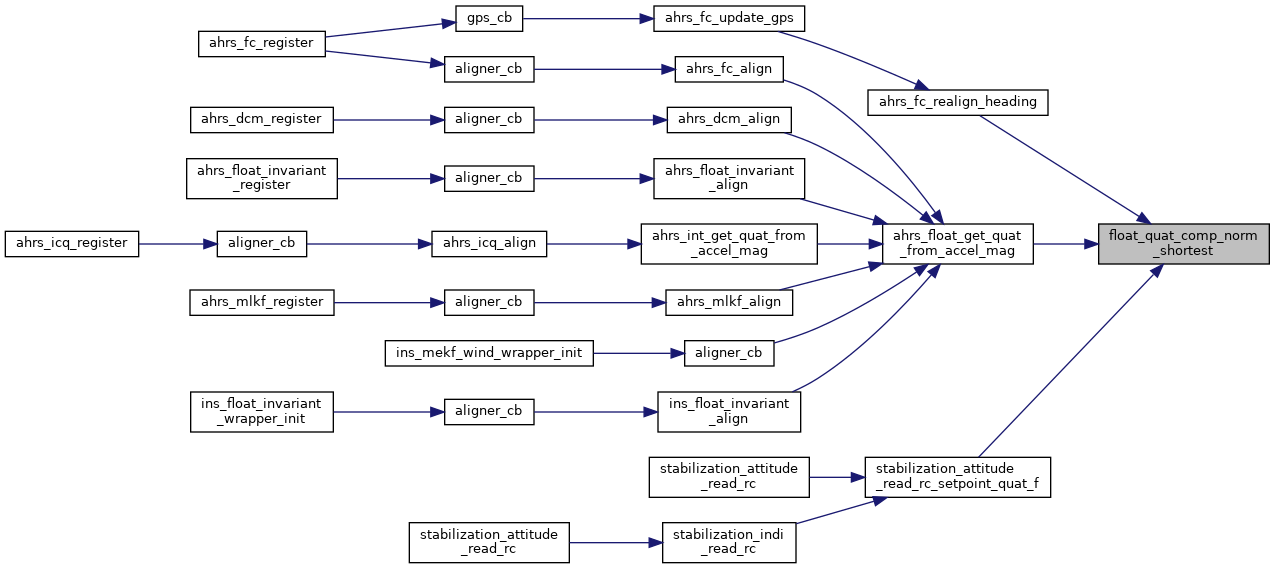 gps_cb
ahrs_fc_update_gps
ahrs_fc_register
aligner_cb
ahrs_fc_align
ahrs_fc_realign_heading
ahrs_dcm_register
aligner_cb
ahrs_dcm_align
ahrs_float_invariant
_register
aligner_cb
ahrs_float_invariant
_align
ahrs_icq_register
aligner_cb
ahrs_icq_align
ahrs_int_get_quat_from
_accel_mag
ahrs_float_get_quat
_from_accel_mag
float_quat_comp_norm
_shortest
ahrs_mlkf_register
aligner_cb
ahrs_mlkf_align
ins_mekf_wind_wrapper_init
aligner_cb
ins_float_invariant
_wrapper_init
aligner_cb
ins_float_invariant
_align
stabilization_attitude
_read_rc
stabilization_attitude
_read_rc_setpoint_quat_f
stabilization_attitude
_read_rc
stabilization_indi
_read_rc